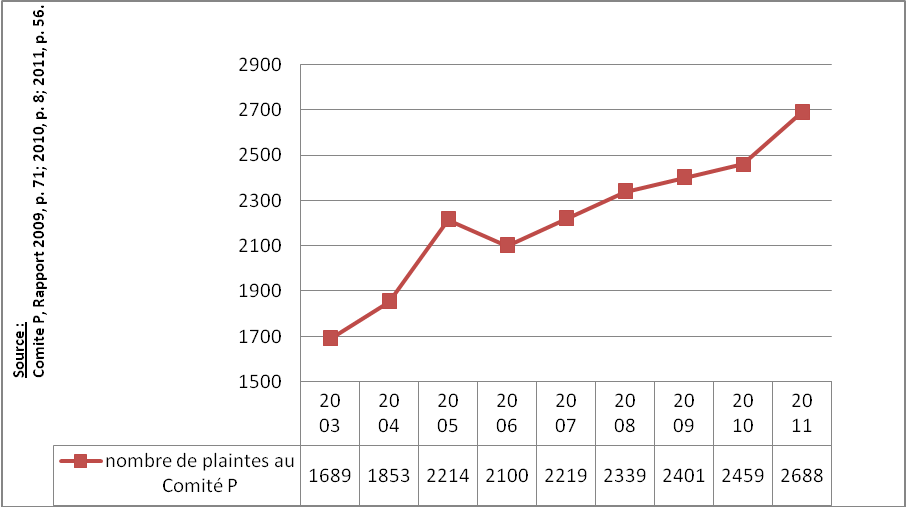 Source :
Comite P, Rapport 2009, p. 71; 2010, p. 8; 2011, p. 56.
2900
2700
2500
2300
2100
1900
1700
1500
20 20 20 20 20 20 20 20 20
03 04 05 06 07 08 09 10 11
nombre de plaintes au
Comité P
1689 1853 2214 2100 2219 2339 2401 2459 2688